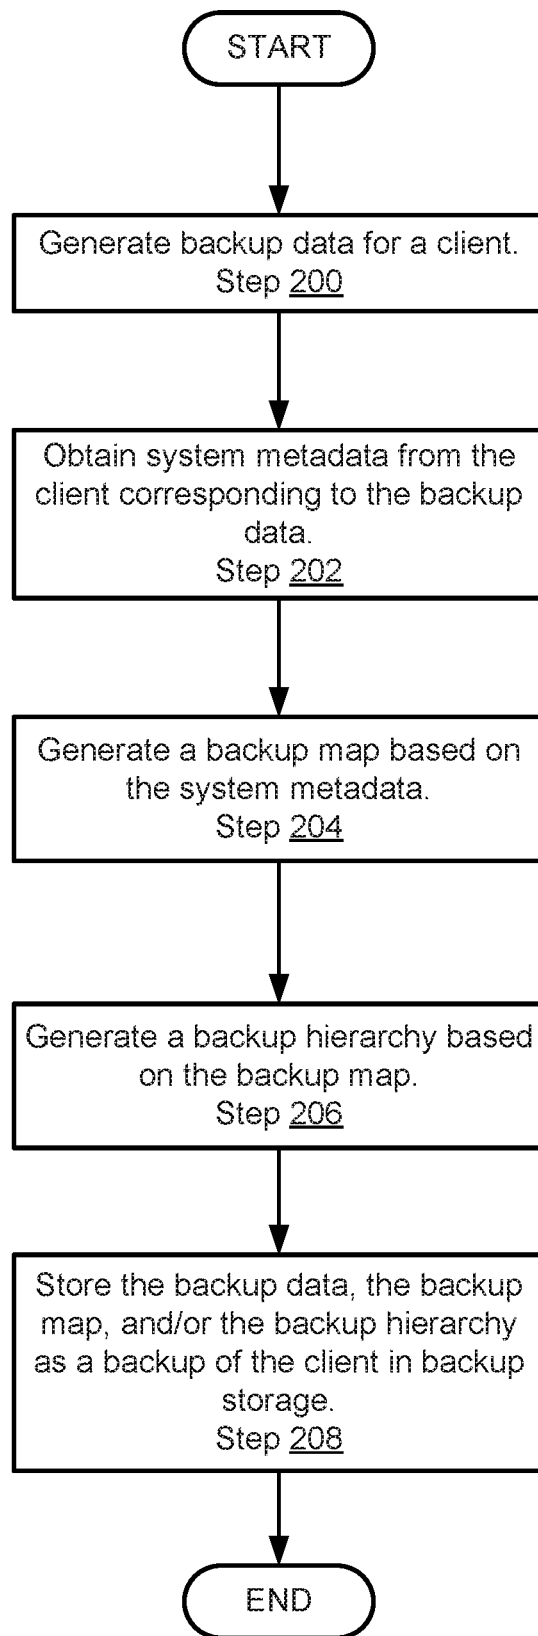 START
Generate backup data for a client.
Step 200
Obtain system metadata from the
client corresponding to the backup
data.
Step 202
Generate a backup map based on
the system metadata.
Step 204
Generate a backup hierarchy based
on the backup map.
Step 206
Store the backup data, the backup
map, and/or the backup hierarchy
as a backup of the client in backup
storage.
Step 208
END